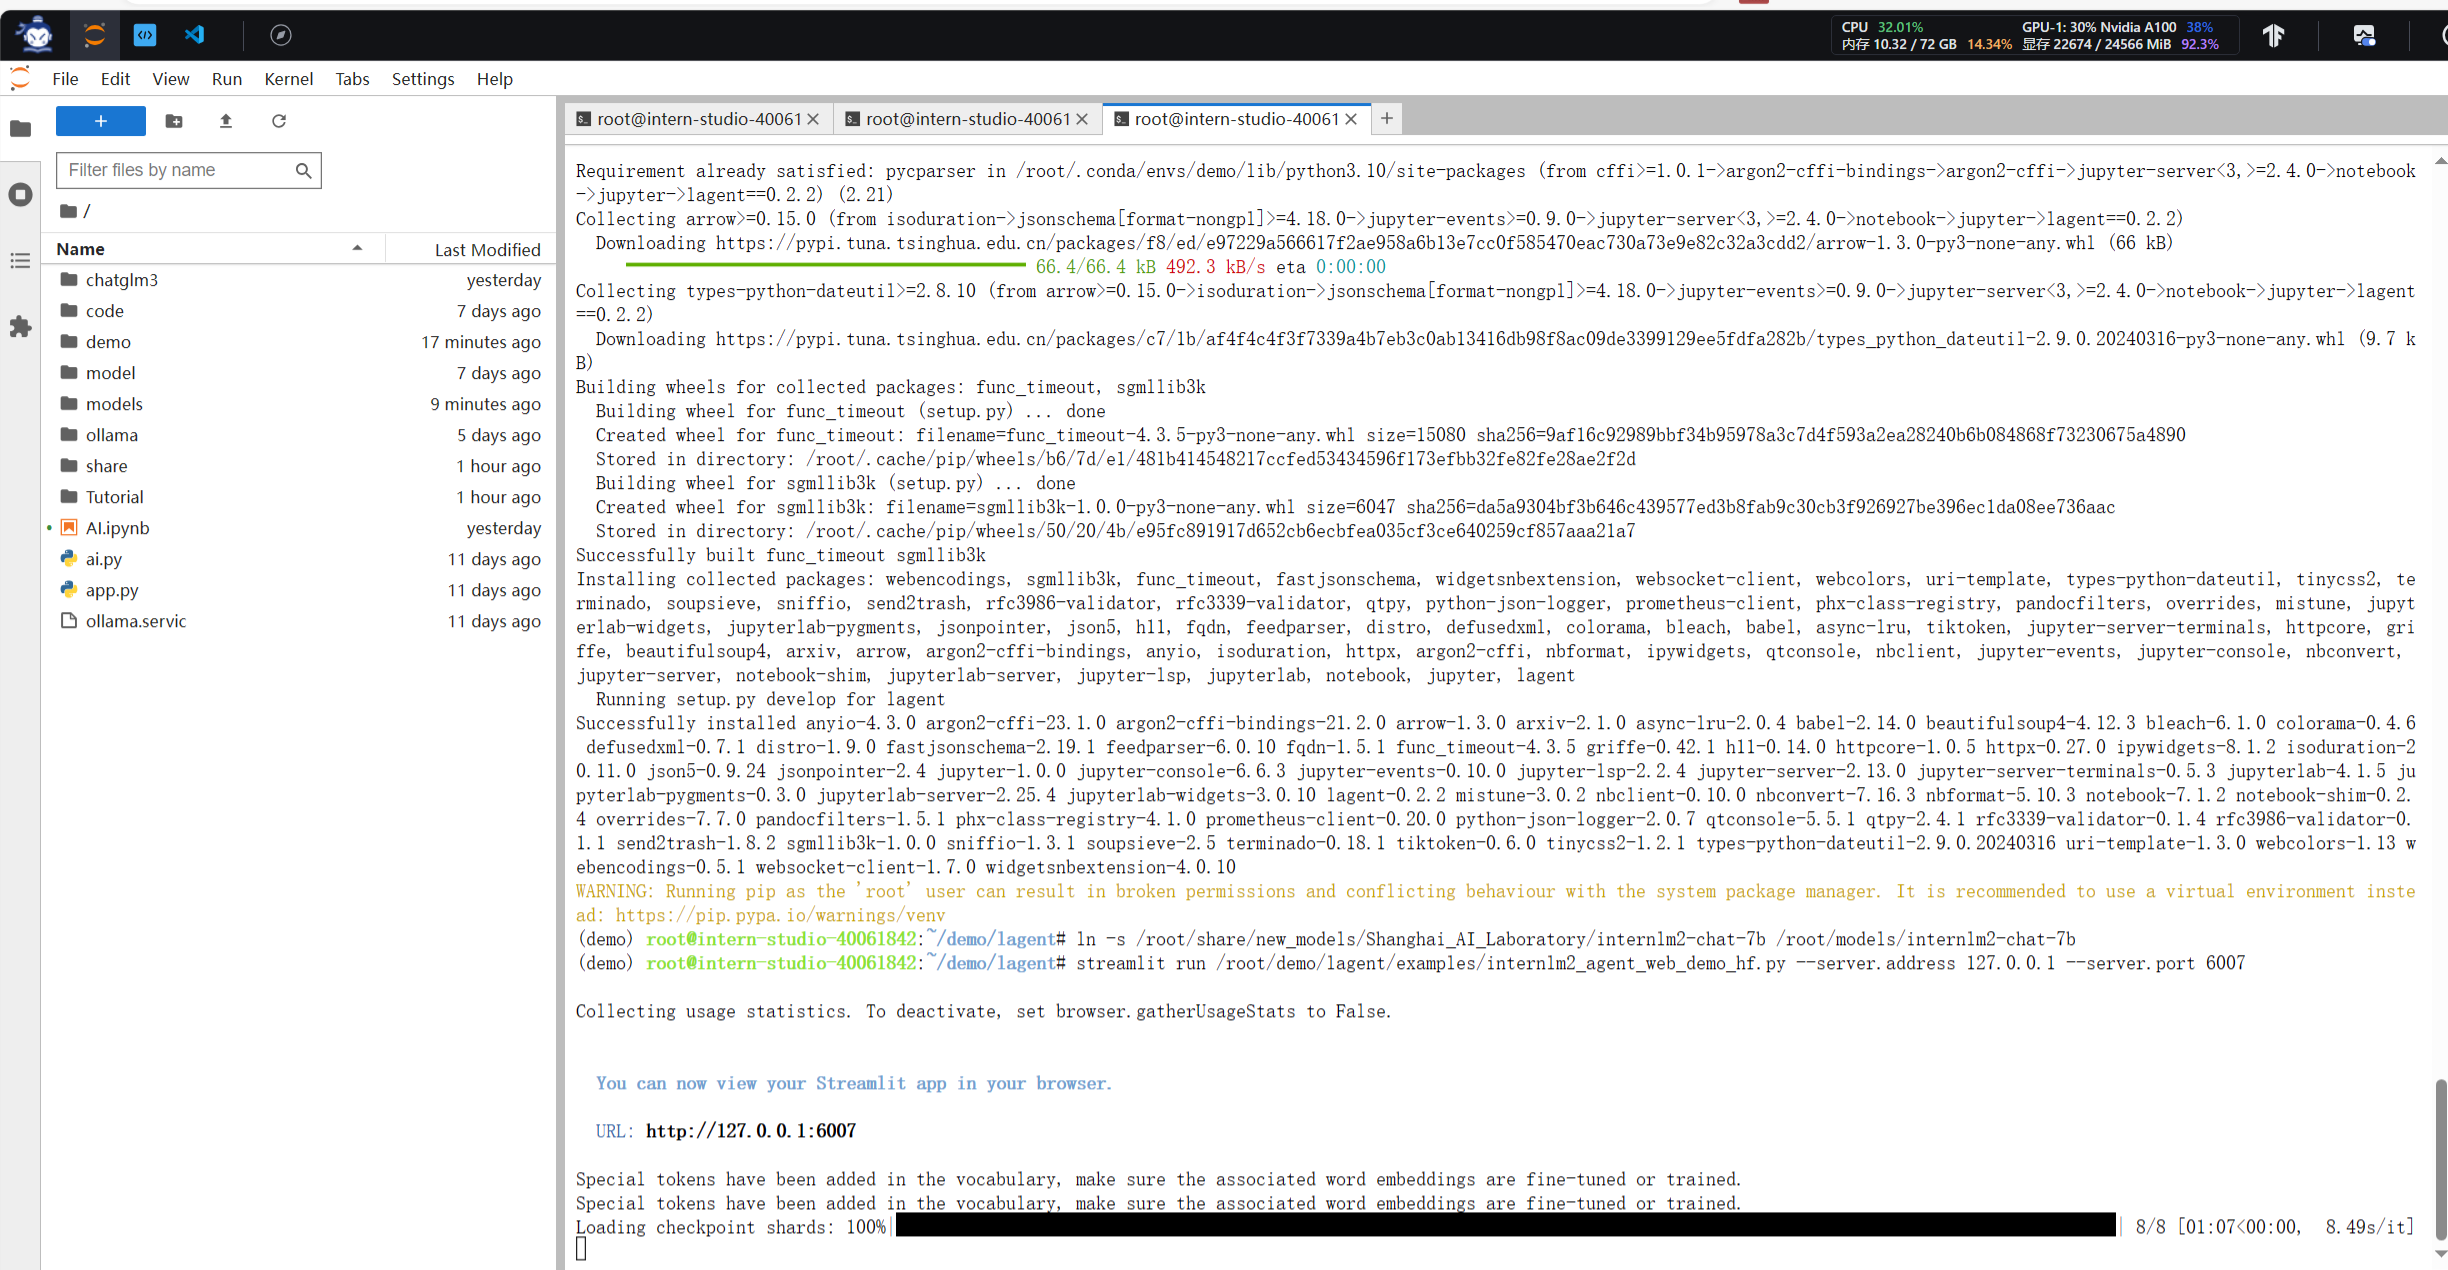 CPU 32.01% GPU-1: 30% Nvidia A100 38%
内存 10.32 / 72 GB 14.34% 显存 22674 / 24566 MiB 92.3%
File Edit View Run Kernel Tabs Settings Help
root@intern-studio-40061 root@intern-studio-40061 root@intern-studio-40061
Filter files by name
/
Name Last Modified
chatglm3 yesterday
code 7 days ago
demo 17 minutes ago
model 7 days ago
models 9 minutes ago
ollama 5 days ago
share 1 hour ago
Tutorial 1 hour ago
AI.ipynb yesterday
ai.py 11 days ago
app.py 11 days ago
ollama.servic 11 days ago
Requirement already satisfied: pycparser in /root/.conda/envs/demo/lib/python3.10/site-packages (from cffi>=1.0.1->argon2-cffi-bindings->argon2-cffi->jupyter-server<3,>=2.4.0->notebook
->jupyter->lagent==0.2.2) (2.21)
Collecting arrow>=0.15.0 (from isoduration->jsonschema[format-nongpl]>=4.18.0->jupyter-events>=0.9.0->jupyter-server<3,>=2.4.0->notebook->jupyter->lagent==0.2.2)
Downloading https://pypi.tuna.tsinghua.edu.cn/packages/f8/ed/e97229a566617f2ae958a6b13e7cc0f585470eac730a73e9e82c32a3cdd2/arrow-1.3.0-py3-none-any.whl (66 kB)
66.4/66.4 kB 492.3 kB/s eta 0:00:00
Collecting types-python-dateutil>=2.8.10 (from arrow>=0.15.0->isoduration->jsonschema[format-nongpl]>=4.18.0->jupyter-events>=0.9.0->jupyter-server<3,>=2.4.0->notebook->jupyter->lagent
==0.2.2)
Downloading https://pypi.tuna.tsinghua.edu.cn/packages/c7/1b/af4f4c4f3f7339a4b7eb3c0ab13416db98f8ac09de3399129ee5fdfa282b/types_python_dateutil-2.9.0.20240316-py3-none-any.whl (9.7 k
B)
Building wheels for collected packages: func_timeout, sgmllib3k
Building wheel for func_timeout (setup.py) ... done
Created wheel for func_timeout: filename=func_timeout-4.3.5-py3-none-any.whl size=15080 sha256=9af16c92989bbf34b95978a3c7d4f593a2ea28240b6b084868f73230675a4890
Stored in directory: /root/.cache/pip/wheels/b6/7d/e1/481b414548217ccfed53434596f173efbb32fe82fe28ae2f2d
Building wheel for sgmllib3k (setup.py) ... done
Created wheel for sgmllib3k: filename=sgmllib3k-1.0.0-py3-none-any.whl size=6047 sha256=da5a9304bf3b646c439577ed3b8fab9c30cb3f926927be396ec1da08ee736aac
Stored in directory: /root/.cache/pip/wheels/50/20/4b/e95fc891917d652cb6ecbfea035cf3ce640259cf857aaa21a7
Successfully built func_timeout sgmllib3k
Installing collected packages: webencodings, sgmllib3k, func_timeout, fastjsonschema, widgetsnbextension, websocket-client, webcolors, uri-template, types-python-dateutil, tinycss2, te
rminado, soupsieve, sniffio, send2trash, rfc3986-validator, rfc3339-validator, qtpy, python-json-logger, prometheus-client, phx-class-registry, pandocfilters, overrides, mistune, jupyt
erlab-widgets, jupyterlab-pygments, jsonpointer, json5, h11, fqdn, feedparser, distro, defusedxml, colorama, bleach, babel, async-lru, tiktoken, jupyter-server-terminals, httpcore, gri
ffe, beautifulsoup4, arxiv, arrow, argon2-cffi-bindings, anyio, isoduration, httpx, argon2-cffi, nbformat, ipywidgets, qtconsole, nbclient, jupyter-events, jupyter-console, nbconvert,
jupyter-server, notebook-shim, jupyterlab-server, jupyter-lsp, jupyterlab, notebook, jupyter, lagent
Running setup.py develop for lagent
Successfully installed anyio-4.3.0 argon2-cffi-23.1.0 argon2-cffi-bindings-21.2.0 arrow-1.3.0 arxiv-2.1.0 async-lru-2.0.4 babel-2.14.0 beautifulsoup4-4.12.3 bleach-6.1.0 colorama-0.4.6
defusedxml-0.7.1 distro-1.9.0 fastjsonschema-2.19.1 feedparser-6.0.10 fqdn-1.5.1 func_timeout-4.3.5 griffe-0.42.1 h11-0.14.0 httpcore-1.0.5 httpx-0.27.0 ipywidgets-8.1.2 isoduration-2
0.11.0 json5-0.9.24 jsonpointer-2.4 jupyter-1.0.0 jupyter-console-6.6.3 jupyter-events-0.10.0 jupyter-lsp-2.2.4 jupyter-server-2.13.0 jupyter-server-terminals-0.5.3 jupyterlab-4.1.5 ju
pyterlab-pygments-0.3.0 jupyterlab-server-2.25.4 jupyterlab-widgets-3.0.10 lagent-0.2.2 mistune-3.0.2 nbclient-0.10.0 nbconvert-7.16.3 nbformat-5.10.3 notebook-7.1.2 notebook-shim-0.2.
4 overrides-7.7.0 pandocfilters-1.5.1 phx-class-registry-4.1.0 prometheus-client-0.20.0 python-json-logger-2.0.7 qtconsole-5.5.1 qtpy-2.4.1 rfc3339-validator-0.1.4 rfc3986-validator-0.
1.1 send2trash-1.8.2 sgmllib3k-1.0.0 sniffio-1.3.1 soupsieve-2.5 terminado-0.18.1 tiktoken-0.6.0 tinycss2-1.2.1 types-python-dateutil-2.9.0.20240316 uri-template-1.3.0 webcolors-1.13 w
ebencodings-0.5.1 websocket-client-1.7.0 widgetsnbextension-4.0.10
WARNING: Running pip as the 'root' user can result in broken permissions and conflicting behaviour with the system package manager. It is recommended to use a virtual environment inste
ad: https://pip.pypa.io/warnings/venv
(demo) root@intern-studio-40061842:~/demo/lagent# ln -s /root/share/new_models/Shanghai_AI_Laboratory/internlm2-chat-7b /root/models/internlm2-chat-7b
(demo) root@intern-studio-40061842:~/demo/lagent# streamlit run /root/demo/lagent/examples/internlm2_agent_web_demo_hf.py --server.address 127.0.0.1 --server.port 6007
Collecting usage statistics. To deactivate, set browser.gatherUsageStats to False.
You can now view your Streamlit app in your browser.
URL: http://127.0.0.1:6007
Special tokens have been added in the vocabulary, make sure the associated word embeddings are fine-tuned or trained.
Special tokens have been added in the vocabulary, make sure the associated word embeddings are fine-tuned or trained.
Loading checkpoint shards: 100%| | 8/8 [01:07<00:00, 8.49s/it]